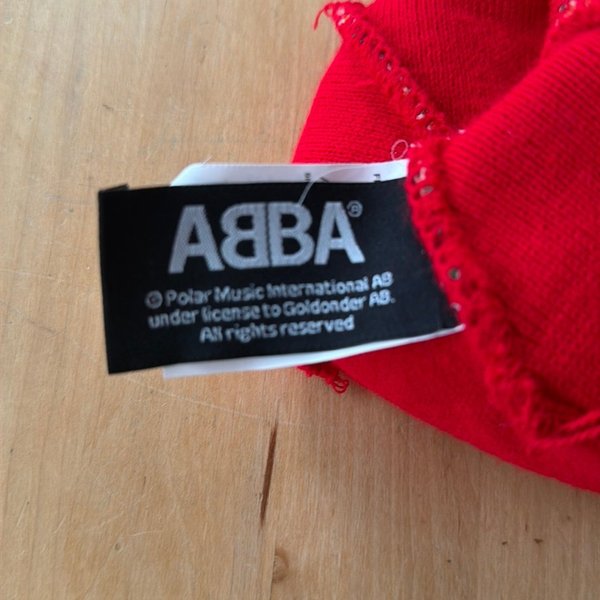 ABBA®
© Polar Music International AB
under license to Goldonder AB.
All rights reserved